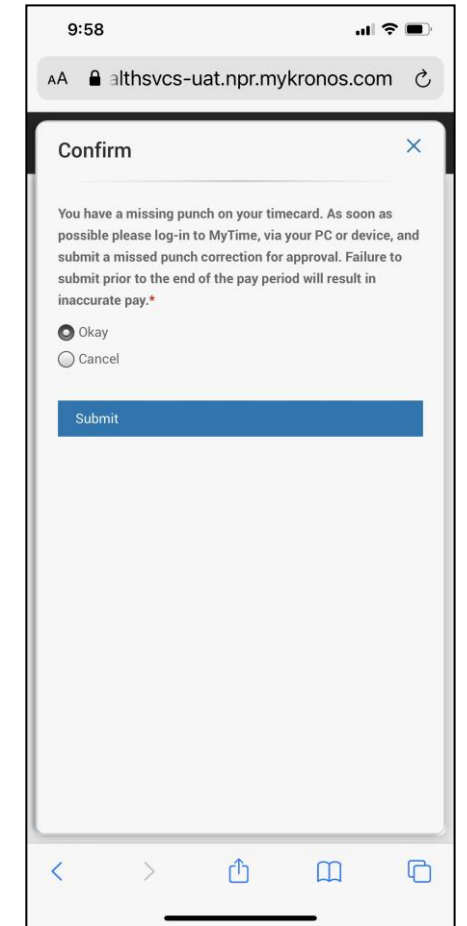 9:58
AA althsvcs-uat.npr.mykronos.com
Confirm
You have a missing punch on your timecard. As soon as
possible please log-in to MyTime, via your PC or device, and
submit a missed punch correction for approval. Failure to
submit prior to the end of the pay period will result in
inaccurate pay.*
Okay
Cancel
Submit